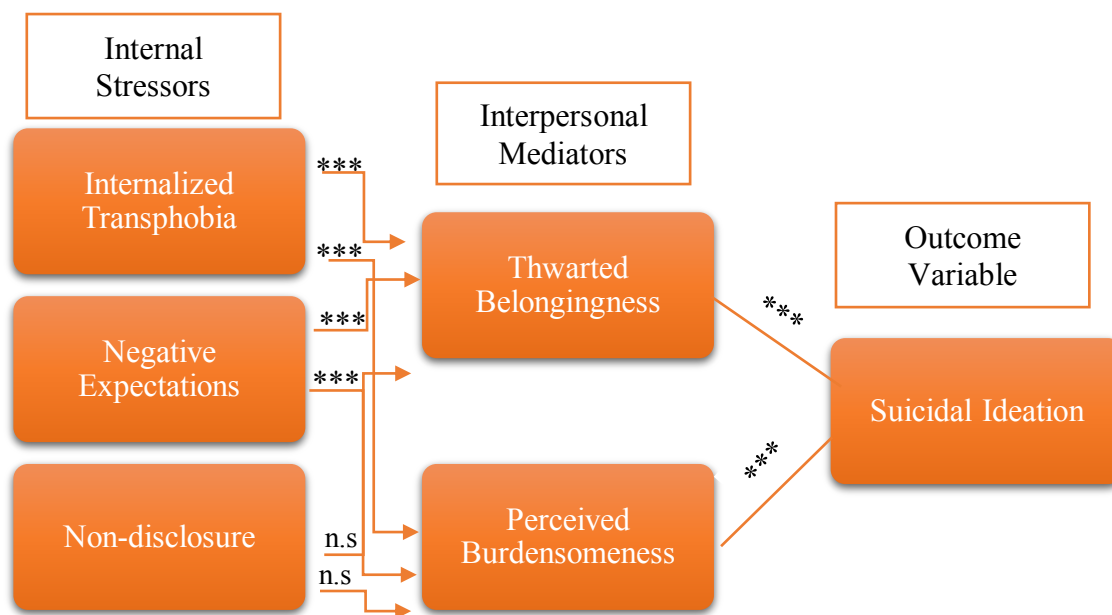 Internal
Stressors
Internalized
Transphobia
Negative
Expectations
Non-disclosure
***
***
***
***
n.s
n.s
Interpersonal
Mediators
Thwarted
Belongingness
Perceived
Burdensomeness
***
***
Outcome
Variable
Suicidal Ideation